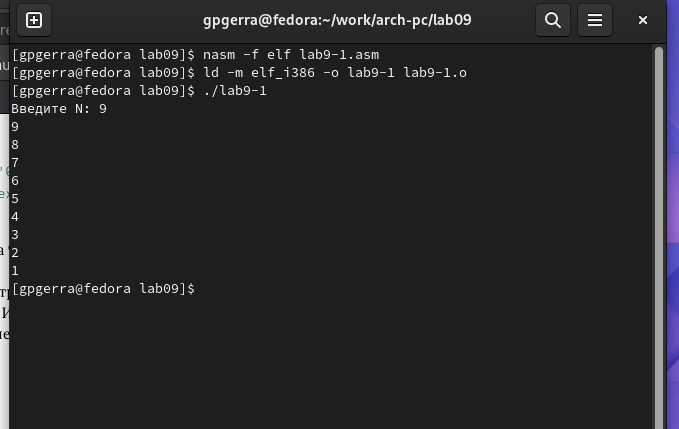 gpgerra@fedora:~/work/arch-pc/lab09
[gpgerra@fedora lab09]$ nasm -f elf lab9-1.asm
[gpgerra@fedora lab09]$ ld -m elf_i386 -o lab9-1 lab9-1.o
[gpgerra@fedora lab09]$ ./lab9-1
Введите N: 9
9
8
7
6
5
4
3
2
1
[gpgerra@fedora lab09]$